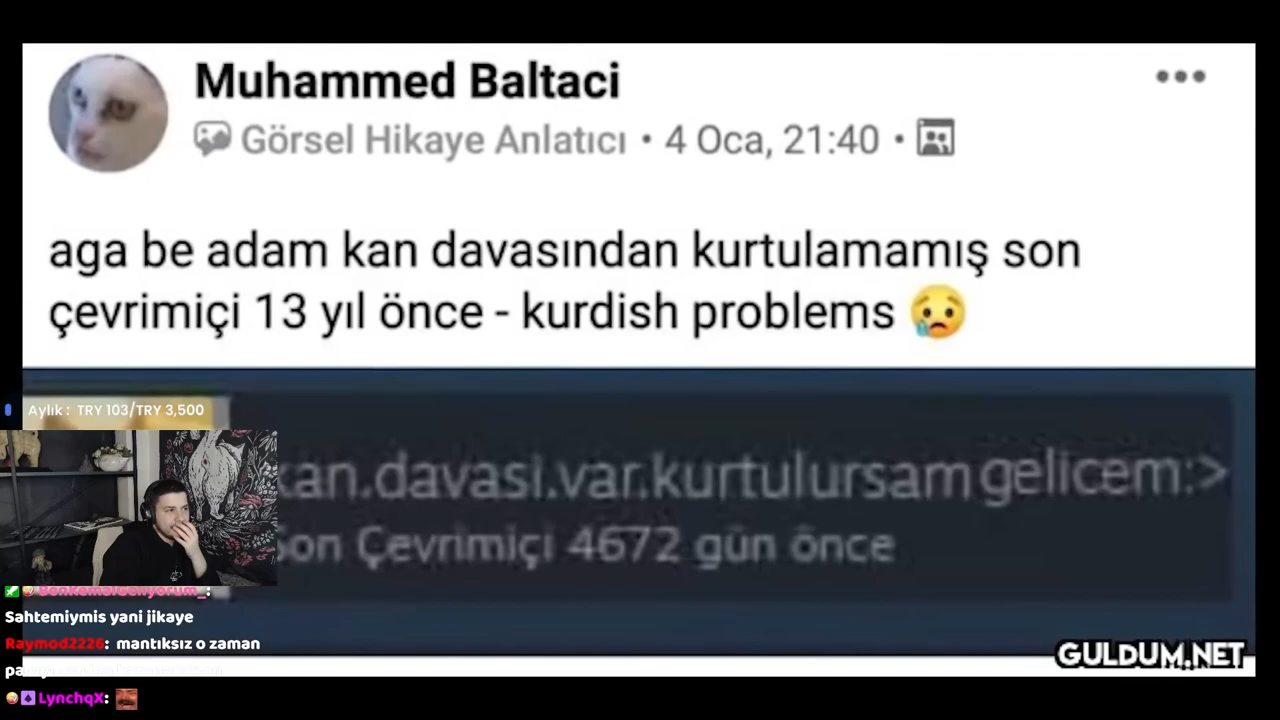 Muhammed Baltaci
Görsel Hikaye Anlatıcı • 4 Oca, 21:40 •
aga be adam kan davasından kurtulamamış son
çevrimiçi 13 yıl önce - kurdish problems 😢
Aylık : TRY 103/TRY 3,500
kan.davasi.var.kurtulursam gelicem:>
Son Çevrimiçi 4672 gün önce
BenKemalGeliyorum_:
Sahtemiymis yani jikaye
Raymod2226: mantıksız o zaman
LynchqX:
GULDUM.NET